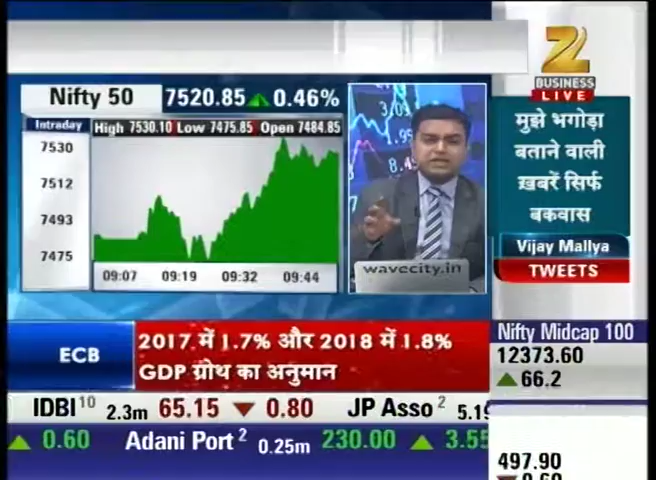 Z
BUSINESS
LIVE
Nifty 50 7520.85 0.46%
Intraday High 7530.10 Low 7475.85 Open 7484.85
7530
7512
7493
7475
09:07 09:19 09:32 09:44
wavecity.in
मुझे भगोड़ा
बताने वाली
ख़बरें सिर्फ
बकवास
Vijay Mallya
TWEETS
ECB
2017 में 1.7% और 2018 में 1.8%
GDP ग्रोथ का अनुमान
Nifty Midcap 100
12373.60
66.2
IDBI 10 2.3m 65.15 0.80 JP Asso 2 5.19
0.60 Adani Port 2 0.25m 230.00 3.55
497.90